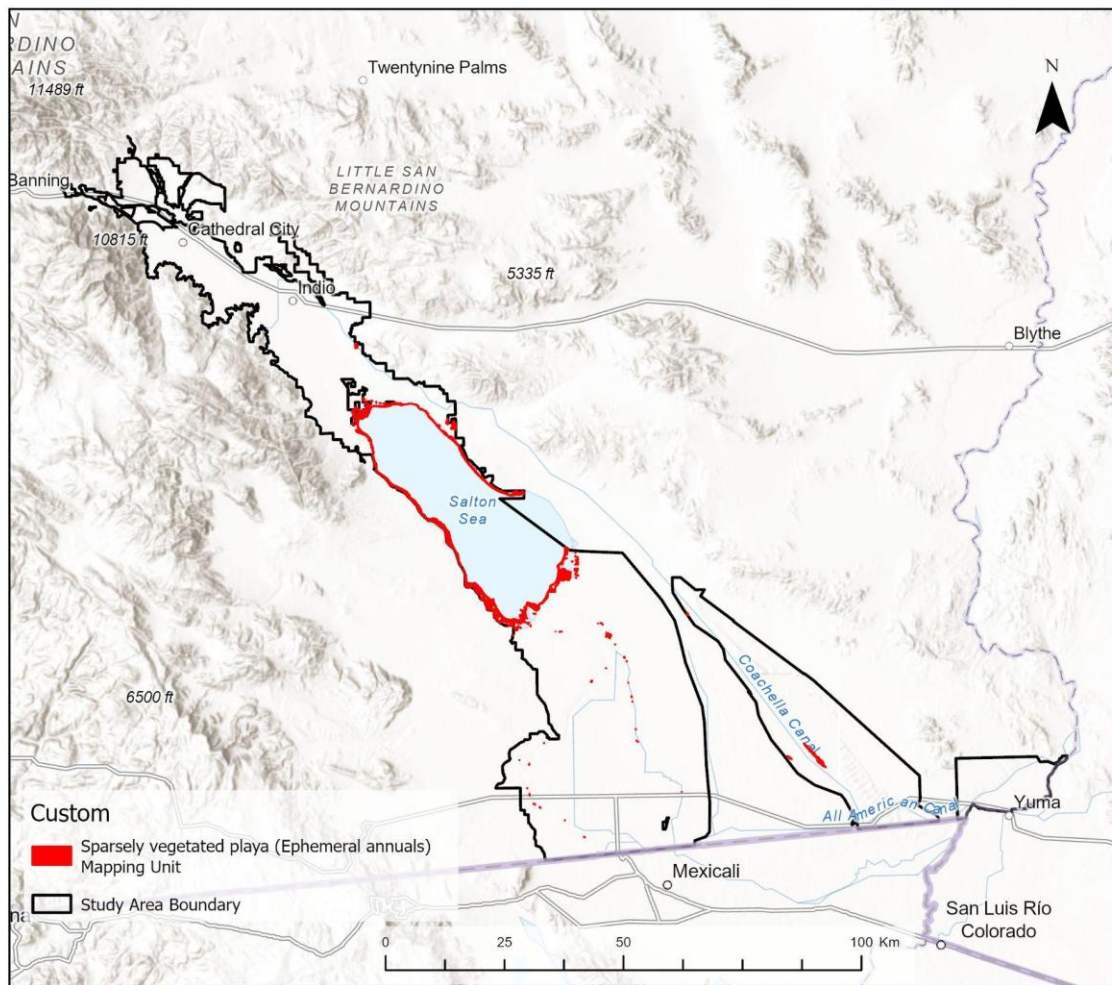 N
RDINO
AINS
11489 ft
Twentynine Palms
N
Banning
LITTLE SAN
BERNARDINO
MOUNTAINS
10815 ft
Cathedral City
5335 ft
Indio
Blythe
Salton
Sea
6500 ft
Coachella Canal
All American Canal
Yuma
Custom
Sparsely vegetated playa (Ephemeral annuals)
Mapping Unit
Study Area Boundary
Mexicali
na
San Luis Río
Colorado
0 25 50 100 Km